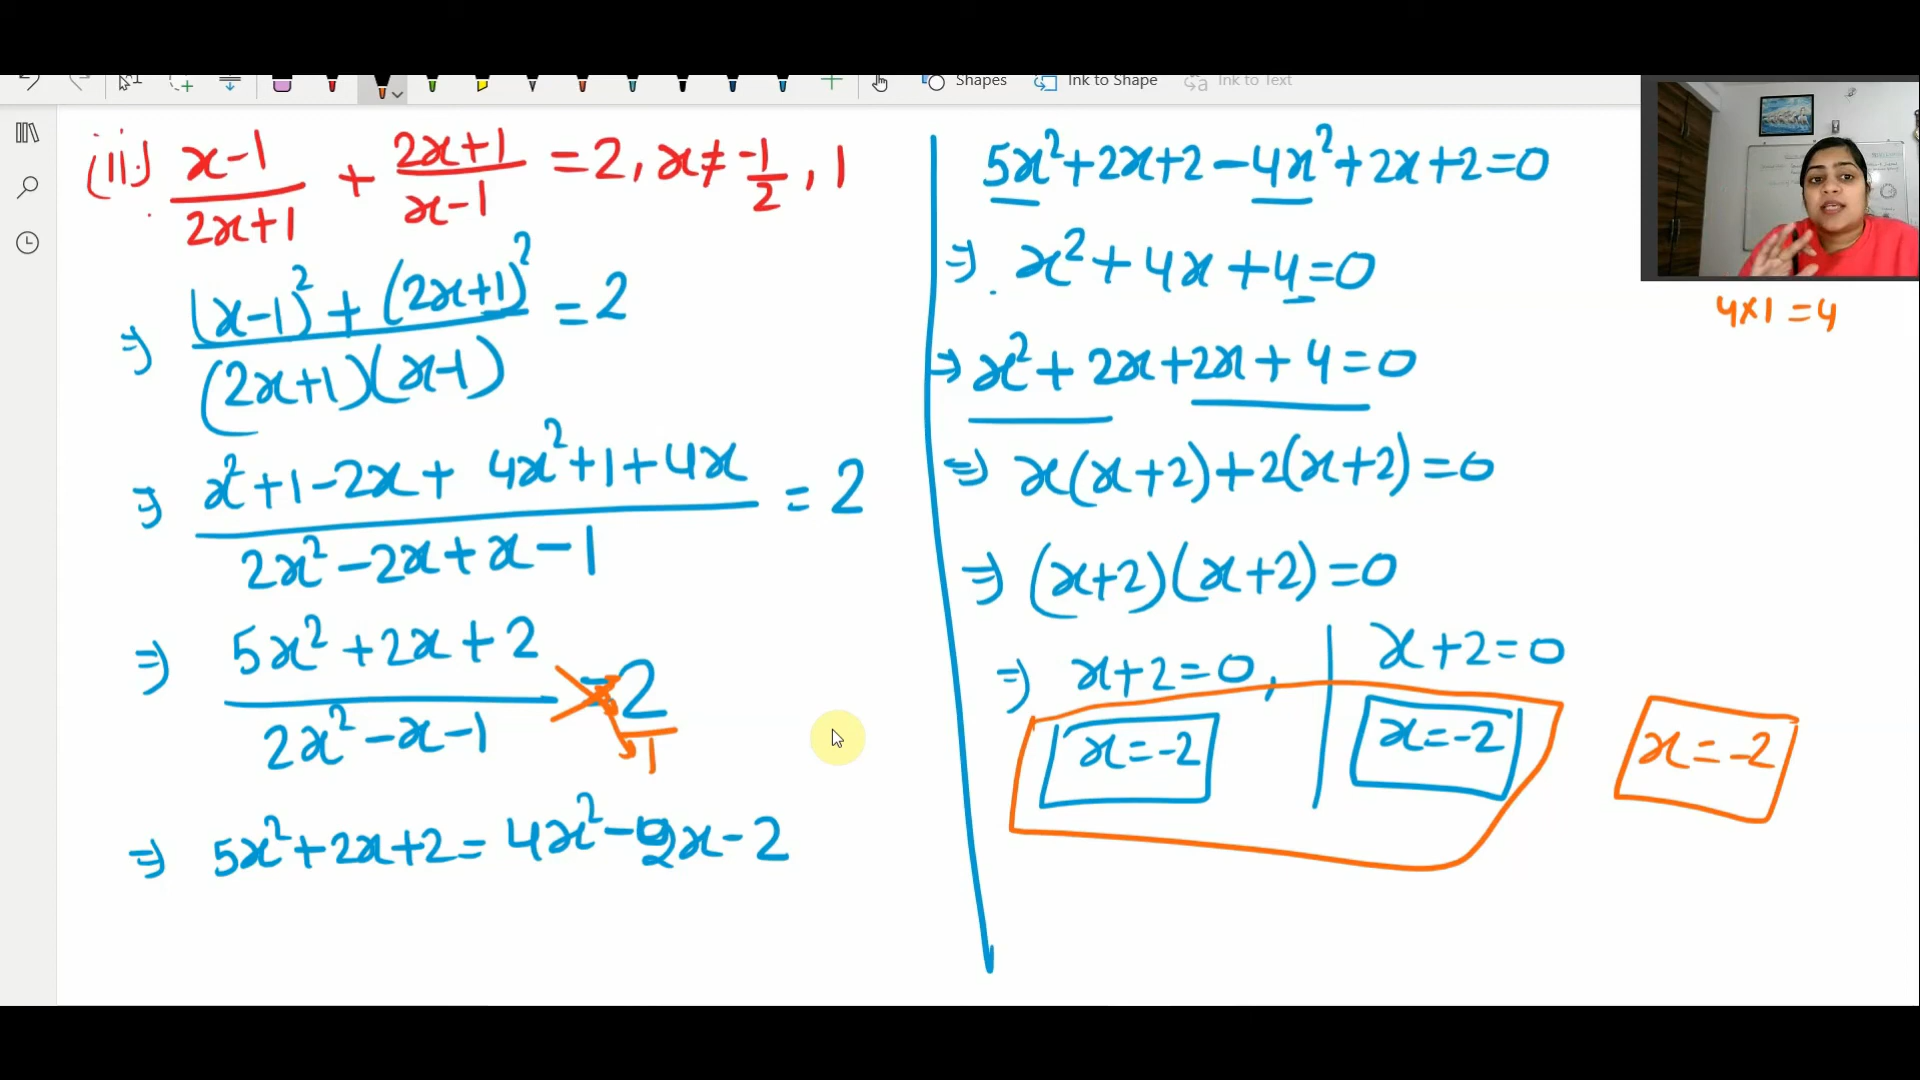 Shapes Ink to Shape Ink to Text
(ii) x-1/2x+1 + 2x+1/x-1 = 2, x ≠ -1/2, 1
⇒ (x-1)² + (2x+1)² / (2x+1)(x-1) = 2
⇒ x²+1-2x+4x²+1+4x / 2x²-2x+x-1 = 2
⇒ 5x²+2x+2 / 2x²-x-1 = 2/1
⇒ 5x²+2x+2 = 4x²-2x-2
5x²+2x+2-4x²+2x+2=0
⇒ x²+4x+4=0
⇒ x²+2x+2x+4=0
⇒ x(x+2)+2(x+2)=0
⇒ (x+2)(x+2)=0
⇒ x+2=0, | x+2=0
x=-2 x=-2
4×1=4
x=-2